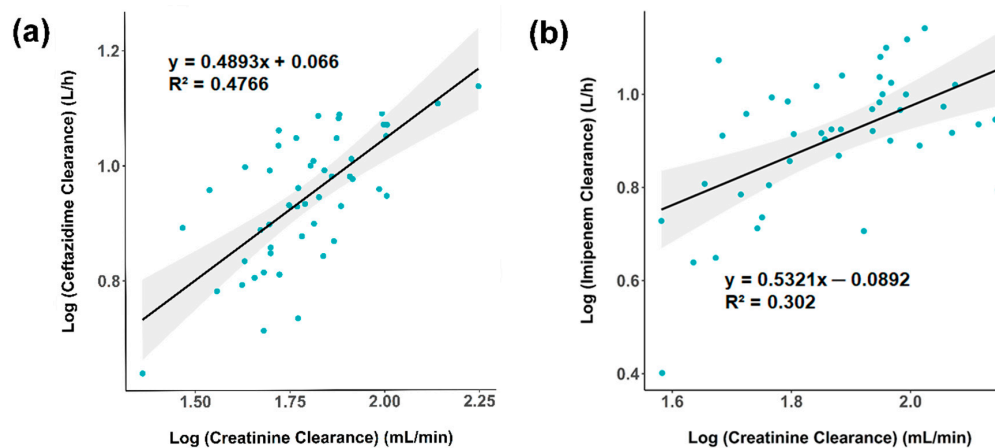 (a)
y = 0.4893x + 0.066
R² = 0.4766
Log (Ceftazidime Clearance) (L/h)
1.2
1.0
0.8
1.50 1.75 2.00 2.25
Log (Creatinine Clearance) (mL/min)
(b)
y = 0.5321x — 0.0892
R² = 0.302
Log (Imipenem Clearance) (L/h)
1.0
0.8
0.6
0.4
1.6 1.8 2.0
Log (Creatinine Clearance) (mL/min)